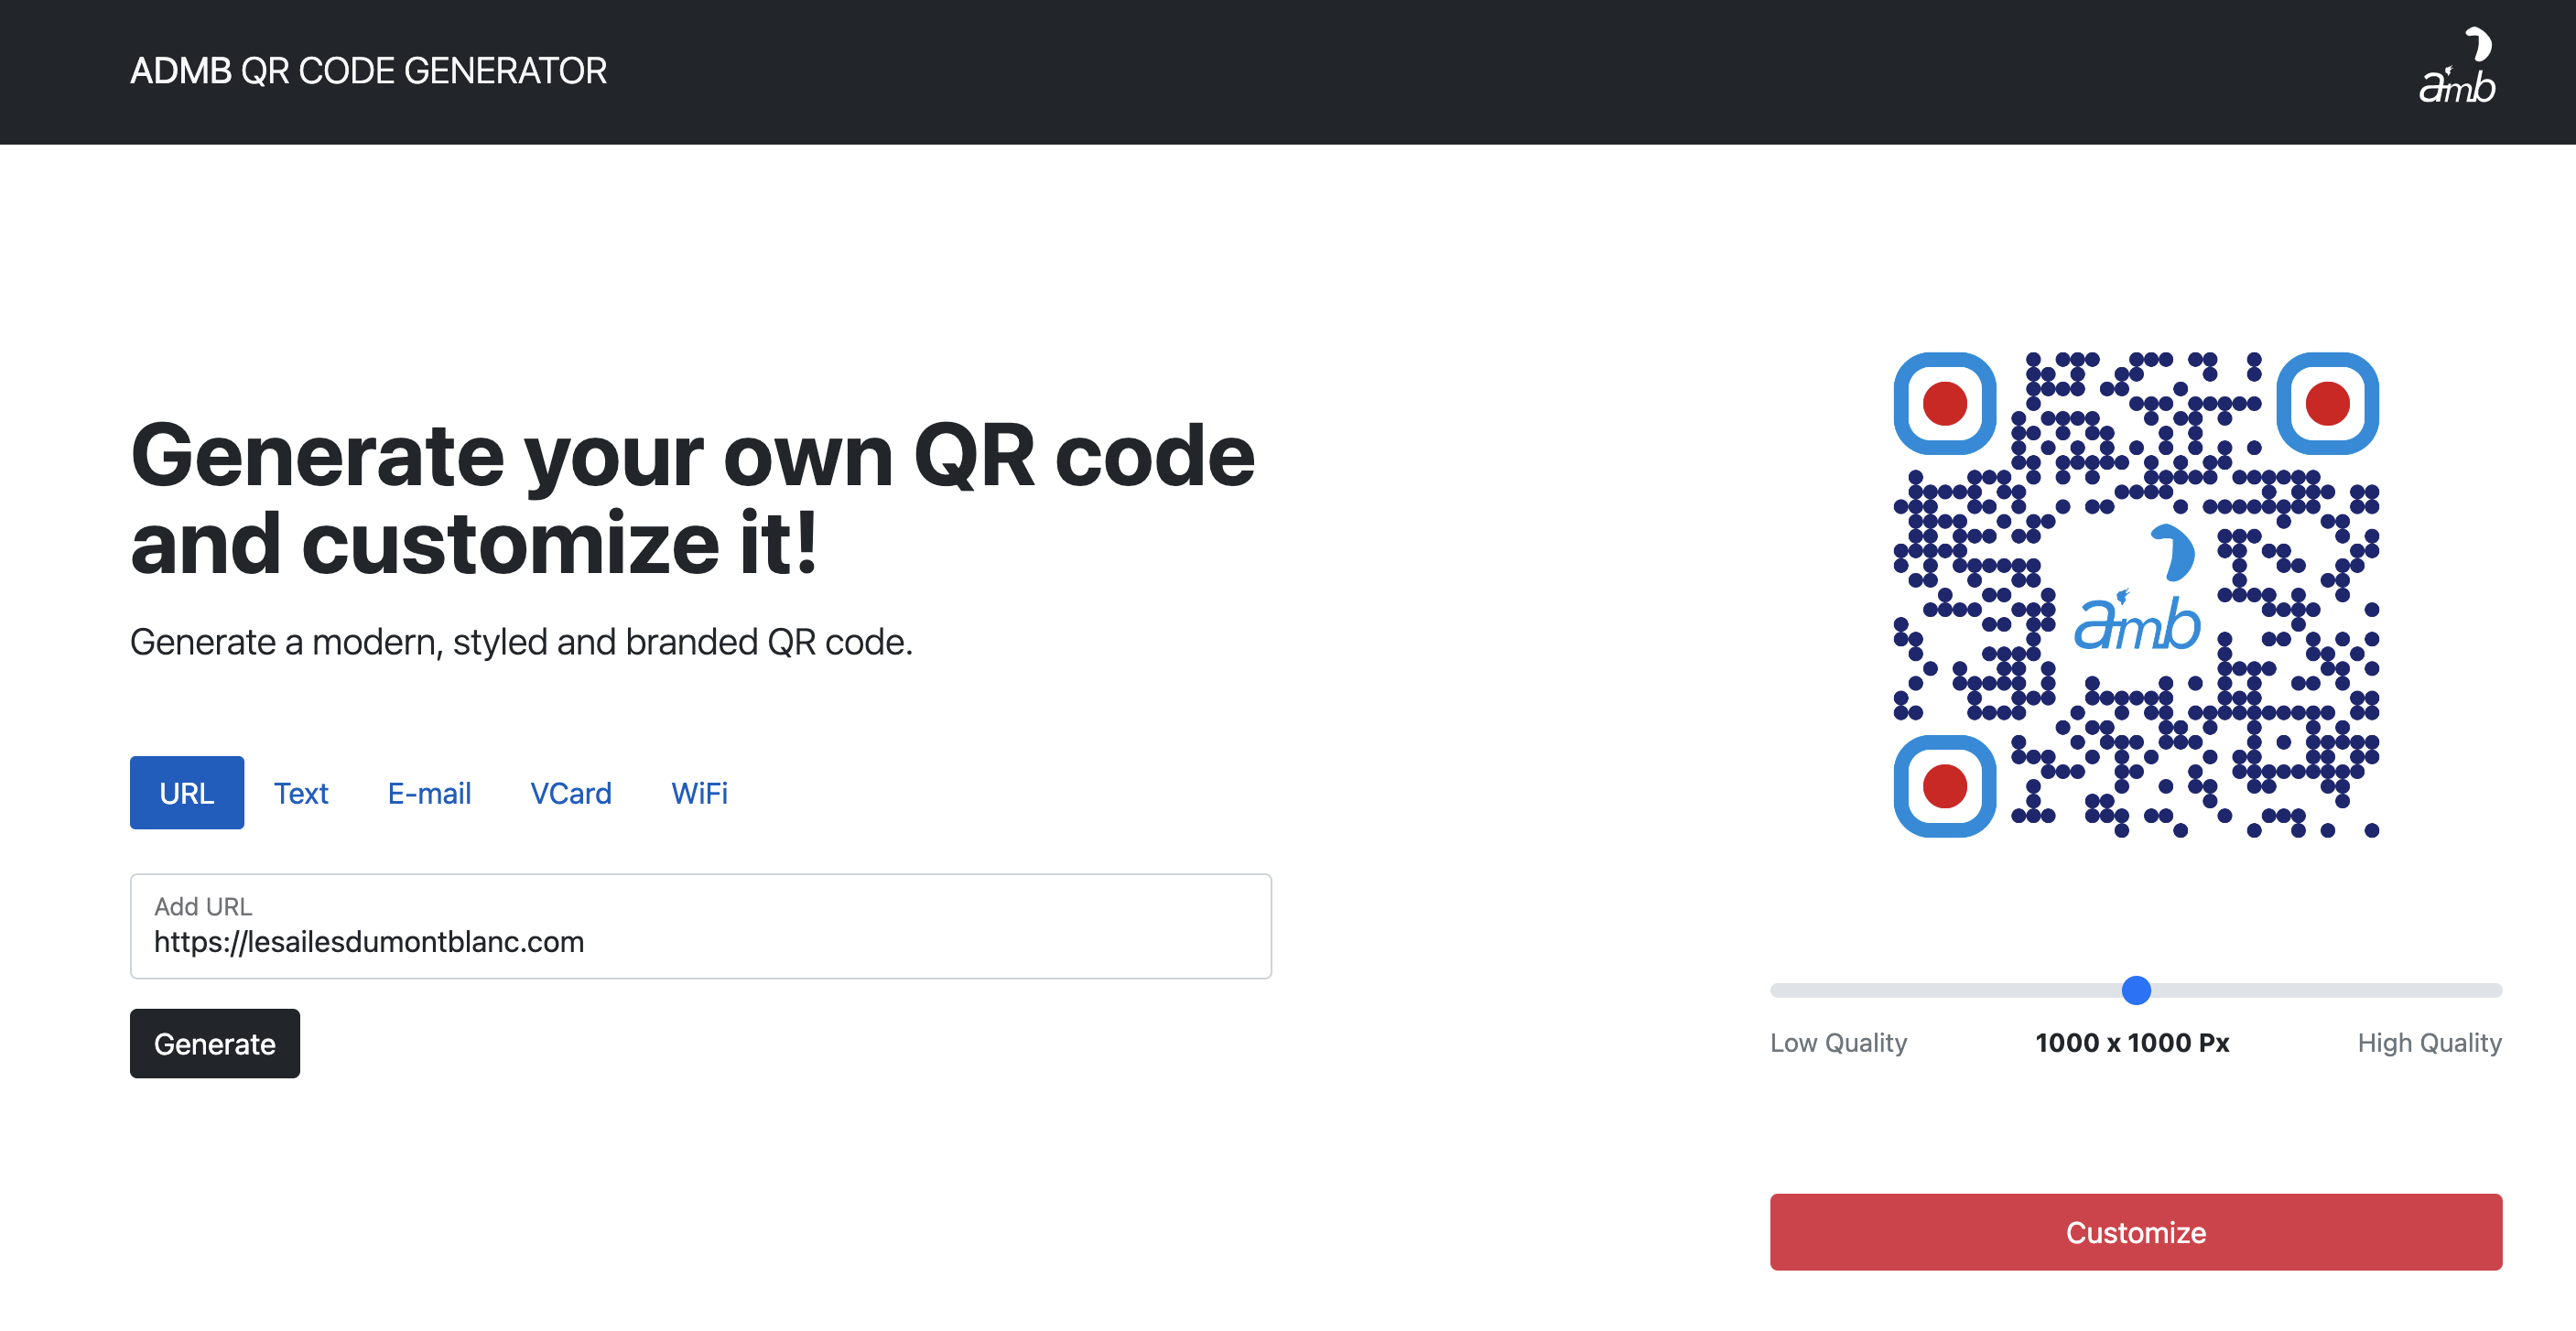 ADMB QR CODE GENERATOR
amb
Generate your own QR code
and customize it!
Generate a modern, styled and branded QR code.
URL Text E-mail VCard WiFi
Add URL
https://lesailesdumontblanc.com
Generate
amb
Low Quality 1000 x 1000 Px High Quality
Customize